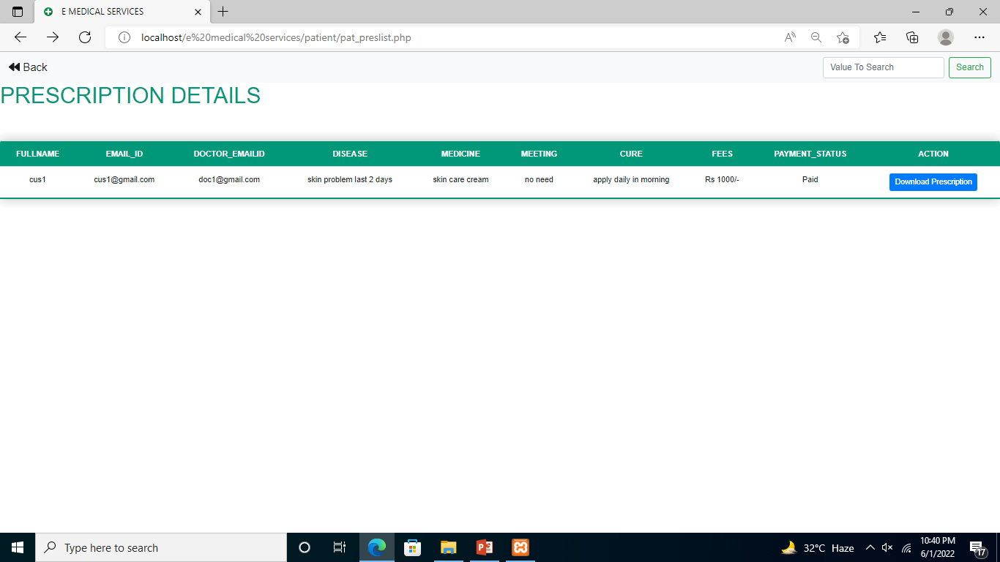 E MEDICAL SERVICES
localhost/e%20medical%20services/patient/pat_preslist.php
Back
Value To Search
Search
PRESCRIPTION DETAILS
FULLNAME EMAIL_ID DOCTOR_EMAILID DISEASE MEDICINE MEETING CURE FEES PAYMENT_STATUS ACTION
cus1 cus1@gmail.com doc1@gmail.com skin problem last 2 days skin care cream no need apply daily in morning Rs 1000/- Paid Download Prescription
Type here to search
32°C Haze
10:40 PM
6/1/2022
17